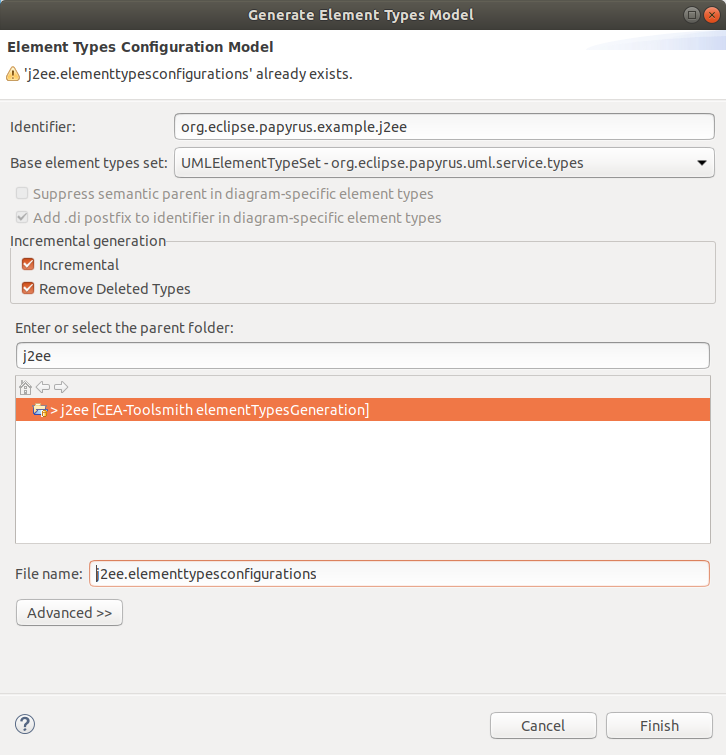 Generate Element Types Model
Element Types Configuration Model
'j2ee.elementtypesconfigurations' already exists.
Identifier: org.eclipse.papyrus.example.j2ee
Base element types set: UMLElementTypeSet - org.eclipse.papyrus.uml.service.types
Suppress semantic parent in diagram-specific element types
Add .di postfix to identifier in diagram-specific element types
Incremental generation
Incremental
Remove Deleted Types
Enter or select the parent folder:
j2ee
> j2ee [CEA-Toolsmith elementTypesGeneration]
File name: j2ee.elementtypesconfigurations
Advanced >>
? Cancel Finish